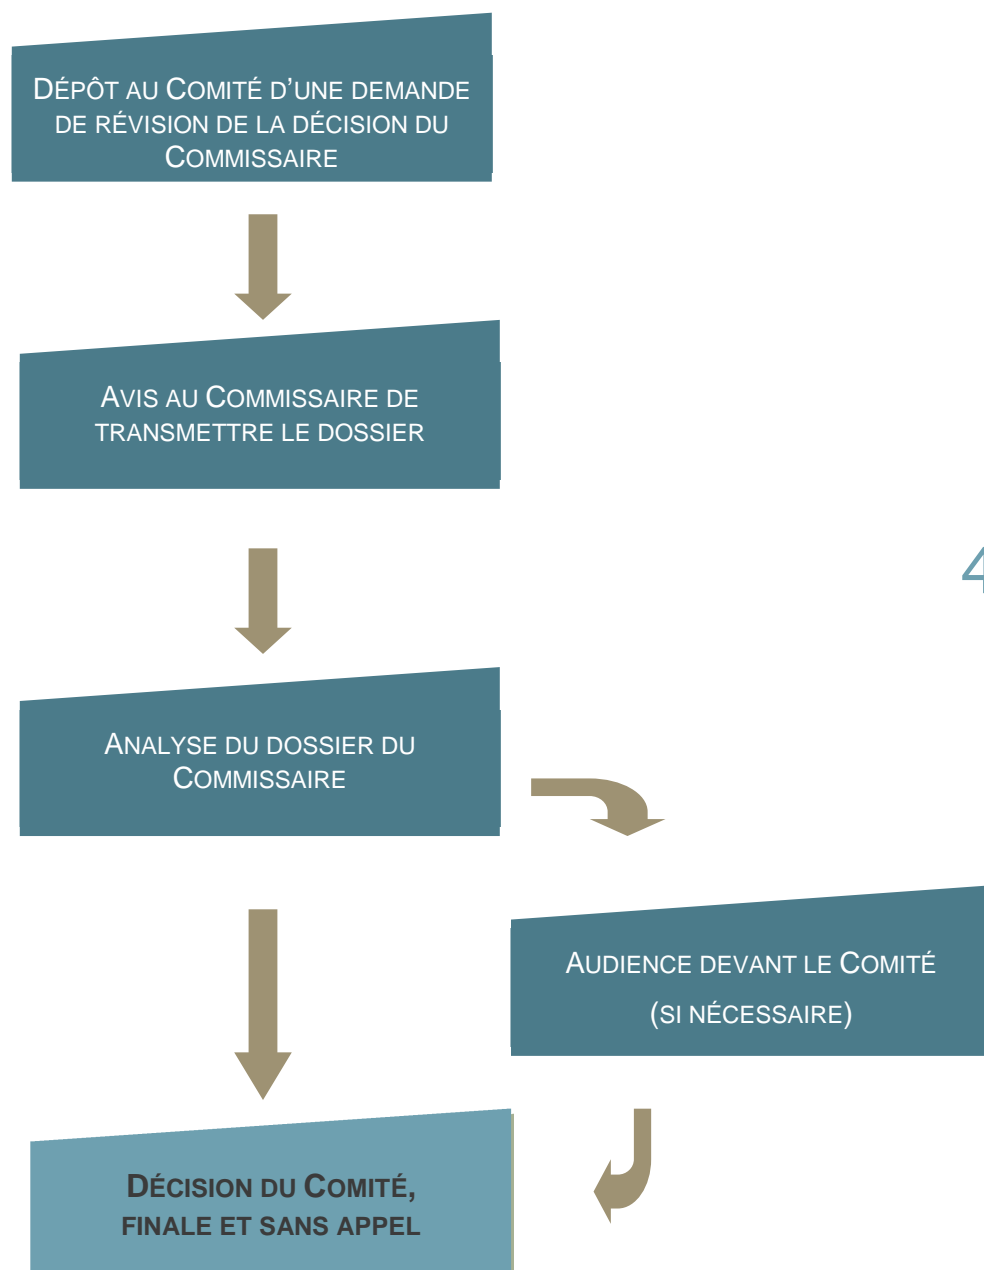 DÉPÔT AU COMITÉ D'UNE DEMANDE
DE RÉVISION DE LA DÉCISION DU
COMMISSAIRE
AVIS AU COMMISSAIRE DE
TRANSMETTRE LE DOSSIER
4
ANALYSE DU DOSSIER DU
COMMISSAIRE
AUDIENCE DEVANT LE COMITÉ
(SI NÉCESSAIRE)
DÉCISION DU COMITÉ,
FINALE ET SANS APPEL